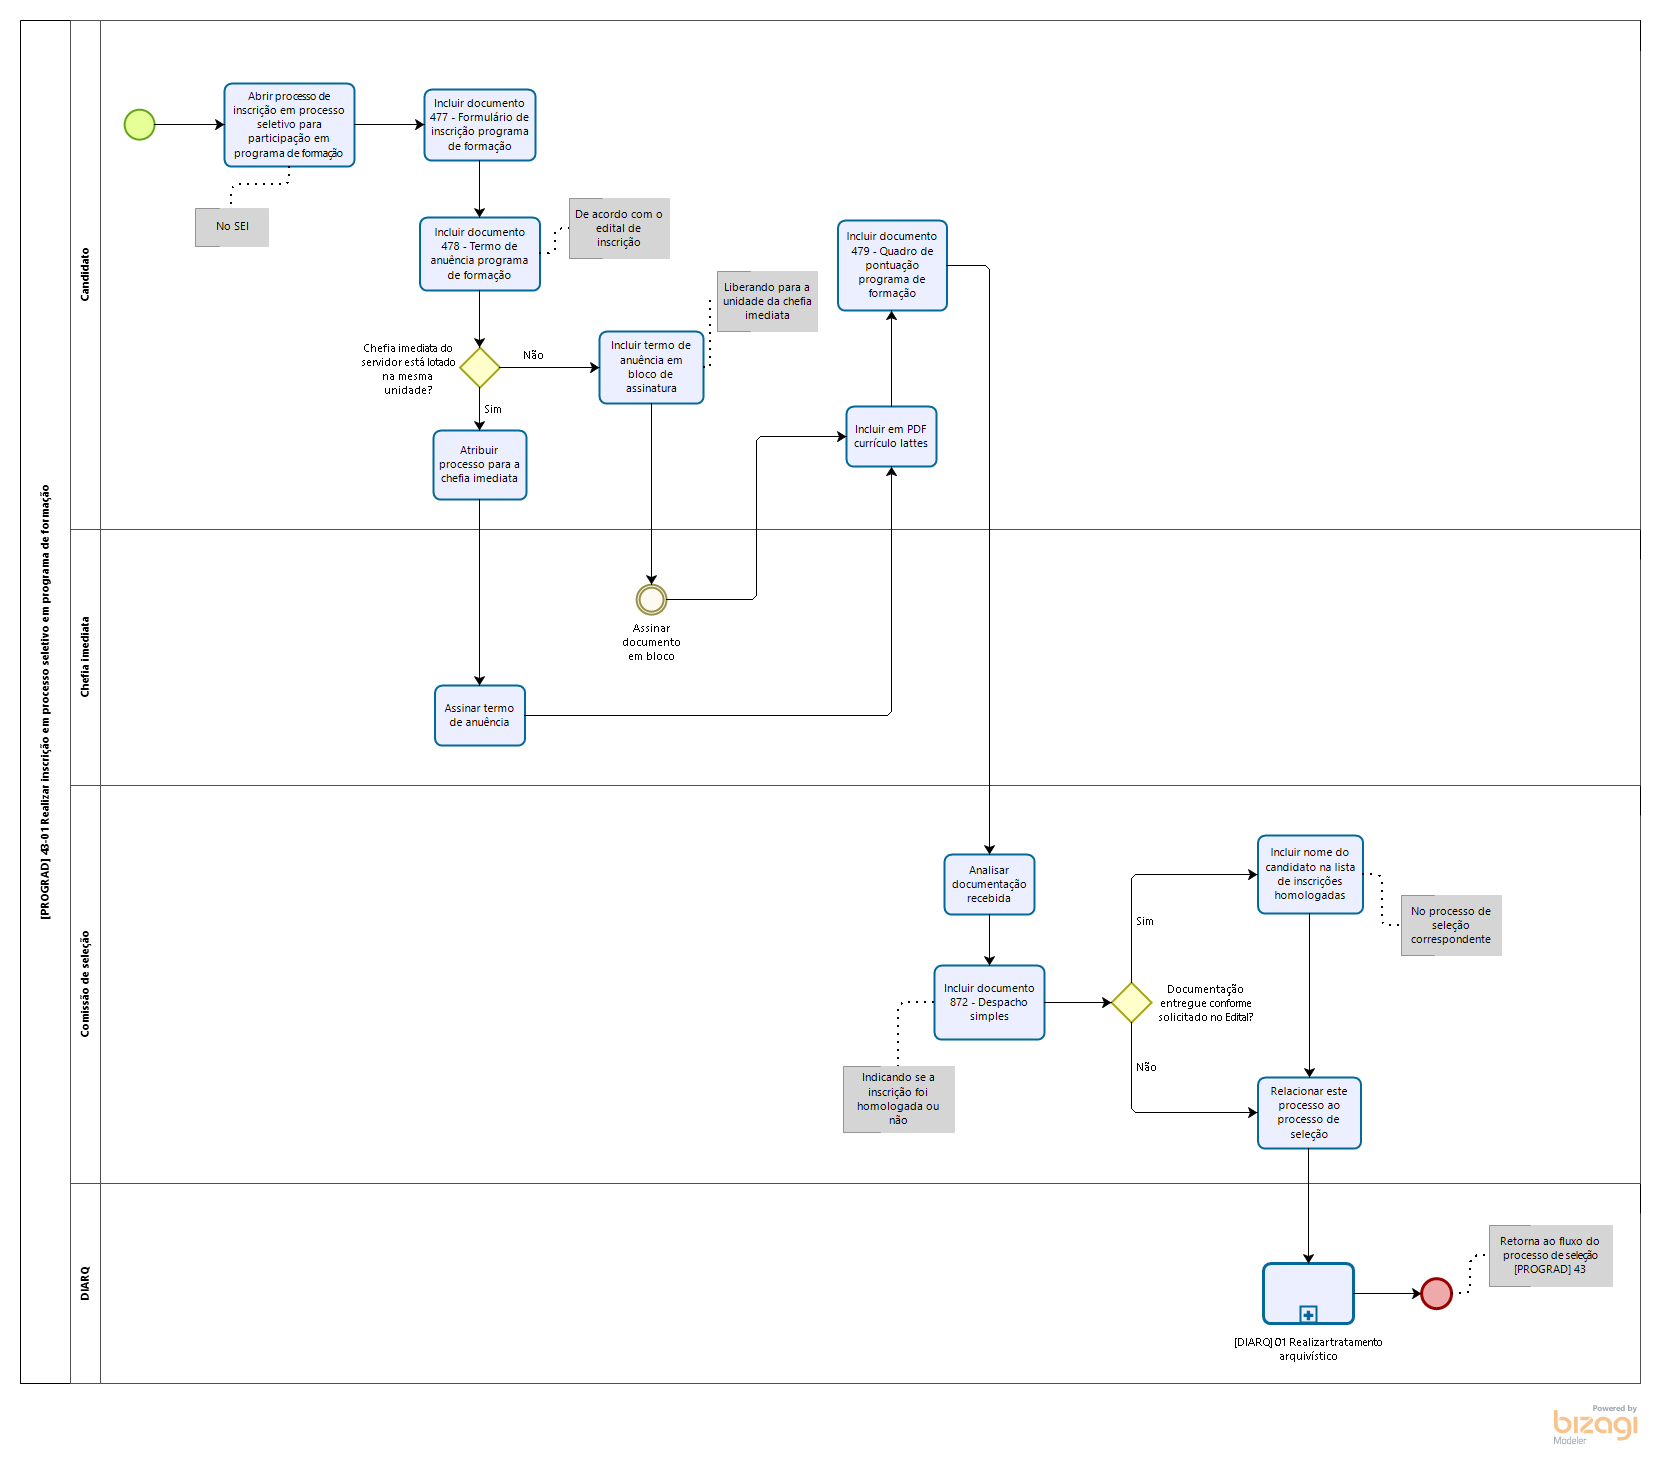 [PROGRAD] 43-01 Realizar inscrição em processo seletivo em programa de formação
Candidato
Abrir processo de
inscrição em processo
seletivo para
participação em
programa de formação
No SEI
Incluir documento
477 - Formulário de
inscrição programa
de formação
Incluir documento
478 - Termo de
anuência programa
de formação
De acordo com o
edital de
inscrição
Chefia imediata do
servidor está lotado
na mesma
unidade?
Não
Sim
Incluir termo de
anuência em
bloco de
assinatura
Liberando para a
unidade da chefia
imediata
Atribuir
processo para a
chefia imediata
Incluir documento
479 - Quadro de
pontuação
programa de
formação
Incluir em PDF
currículo lattes
Chefia imediata
Assinar
documento
em bloco
Assinar termo
de anuência
Comissão de seleção
Analisar
documentação
recebida
Incluir documento
872 - Despacho
simples
Indicando se a
inscrição foi
homologada ou
não
Documentação
entregue conforme
solicitado no Edital?
Sim
Não
Incluir nome do
candidato na lista
de inscrições
homologadas
No processo de
seleção
correspondente
Relacionar este
processo ao
processo de
seleção
DIARQ
[DIARQ] 01 Realizar tratamento
arquivístico
Retorna ao fluxo do
processo de seleção
[PROGRAD] 43
Powered by
bizagi
Modeler